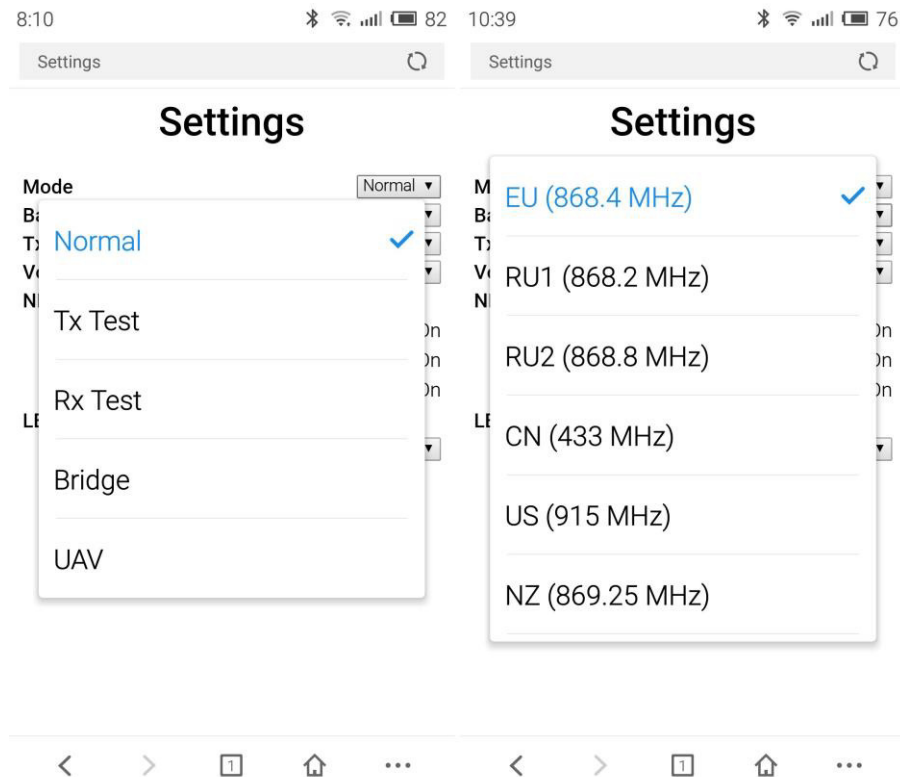 8:10
82
Settings
Settings
Mode
Normal
Normal
Tx Test
Rx Test
Bridge
UAV
1
10:39
76
Settings
Settings
EU (868.4 MHz)
RU1 (868.2 MHz)
RU2 (868.8 MHz)
CN (433 MHz)
US (915 MHz)
NZ (869.25 MHz)
1